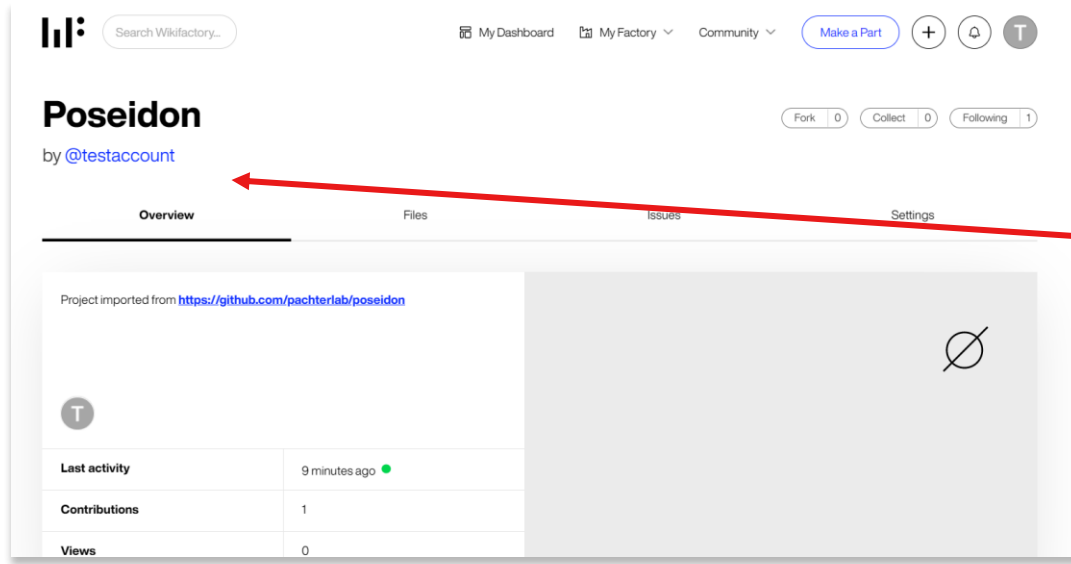 Search Wikifactory... My Dashboard My Factory Community Make a Part T
Poseidon
Fork 0 Collect 0 Following 1
by @testaccount
Overview Files Issues Settings
Project imported from https://github.com/pachterlab/poseidon
T
Last activity 9 minutes ago
Contributions 1
Views 0